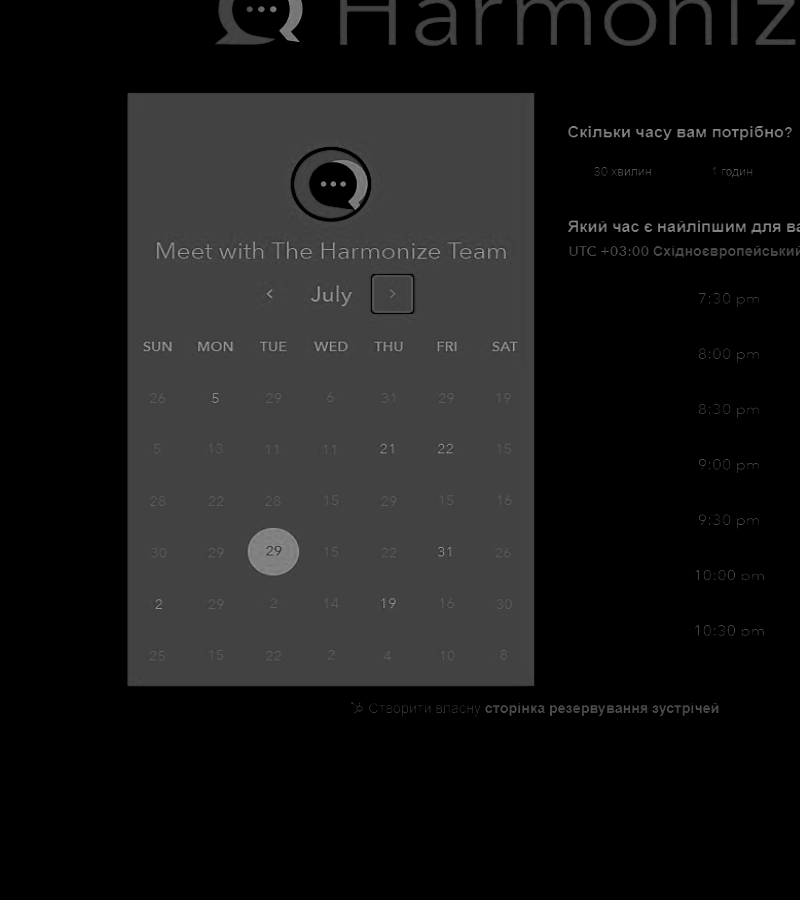 Harmoniz
Скільки часу вам потрібно?
30 хвилин 1 годин
Meet with The Harmonize Team
Який час є найліпшим для ва
UTC +03:00 Східноєвропейський
July
SUN MON TUE WED THU FRI SAT
26 5 29 6 31 29 19
5 13 11 11 21 22 15
28 22 28 15 29 15 16
30 29 29 15 22 31 26
2 29 2 14 19 16 30
25 15 22 2 4 10 8
7:30 pm
8:00 pm
8:30 pm
9:00 pm
9:30 pm
10:00 pm
10:30 pm
Створити власну сторінка резервування зустрічей